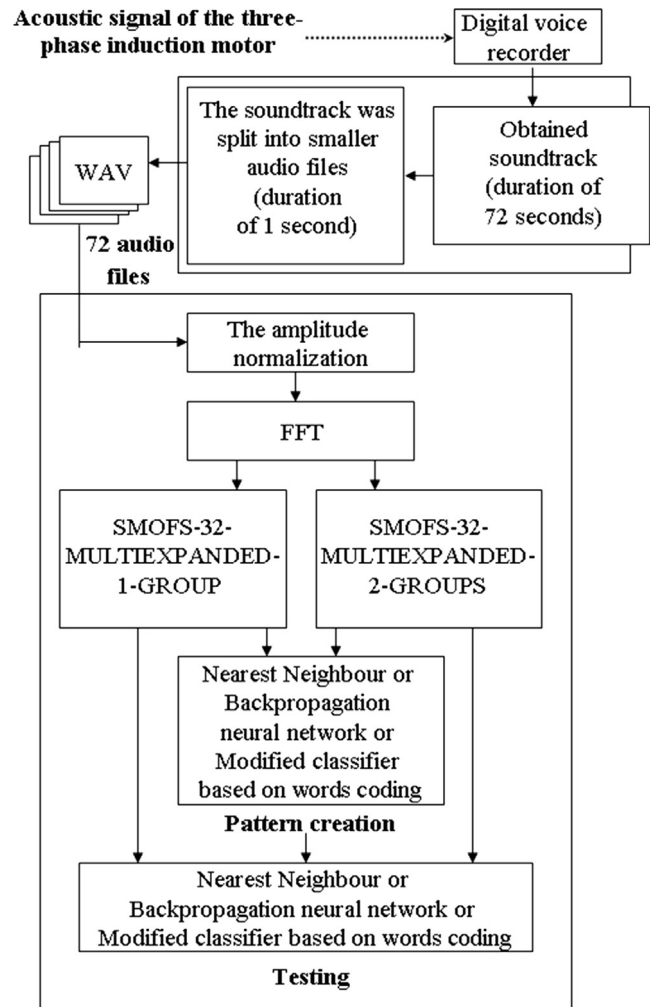 Acoustic signal of the three-
phase induction motor
Digital voice
recorder
Obtained
soundtrack
(duration of
72 seconds)
The soundtrack was
split into smaller
audio files
(duration
of 1 second)
WAV
72 audio
files
The amplitude
normalization
FFT
SMOFS-32-
MULTIEXPANDED-
1-GROUP
SMOFS-32-
MULTIEXPANDED-
2-GROUPS
Nearest Neighbour or
Backpropagation
neural network or
Modified classifier
based on words coding
Pattern creation
Nearest Neighbour or
Backpropagation neural network or
Modified classifier based on words coding
Testing